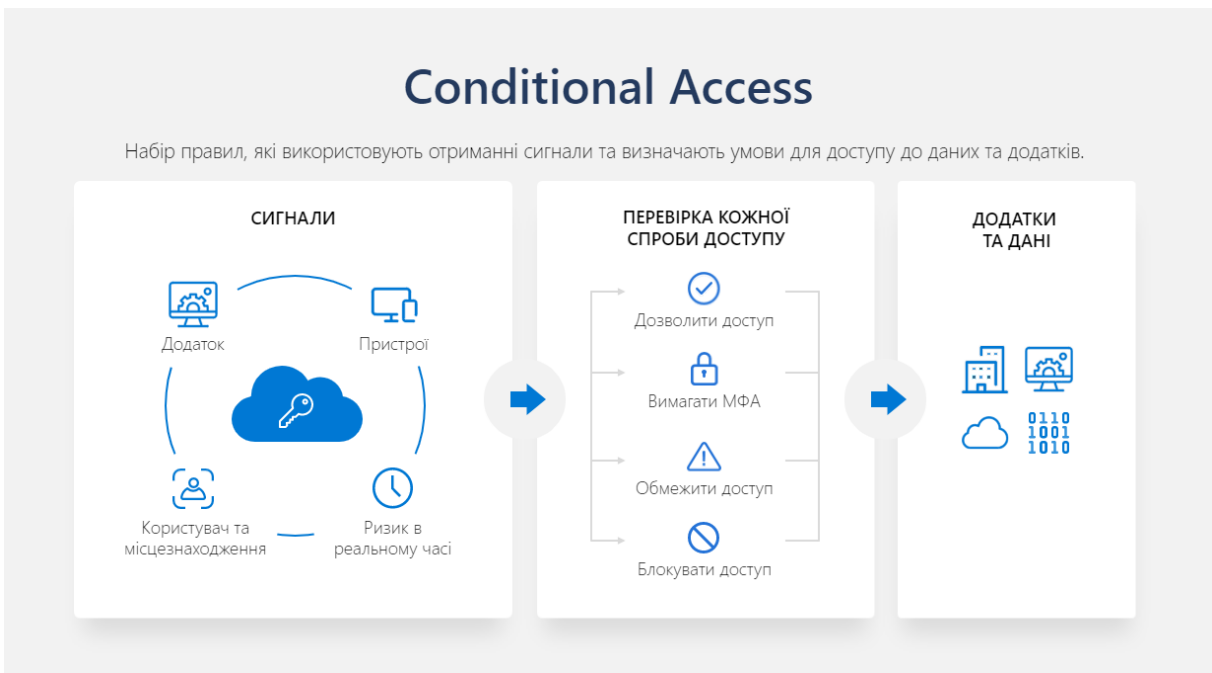 Conditional Access
Набір правил, які використовують отриманні сигнали та визначають умови для доступу до даних та додатків.
СИГНАЛИ
Додаток
Пристрої
Користувач та
місцезнаходження
Ризик в
реальному часі
ПЕРЕВІРКА КОЖНОЇ
СПРОБИ ДОСТУПУ
Дозволити доступ
Вимагати МФА
Обмежити доступ
Блокувати доступ
ДОДАТКИ
ТА ДАНІ
0110
1001
1010